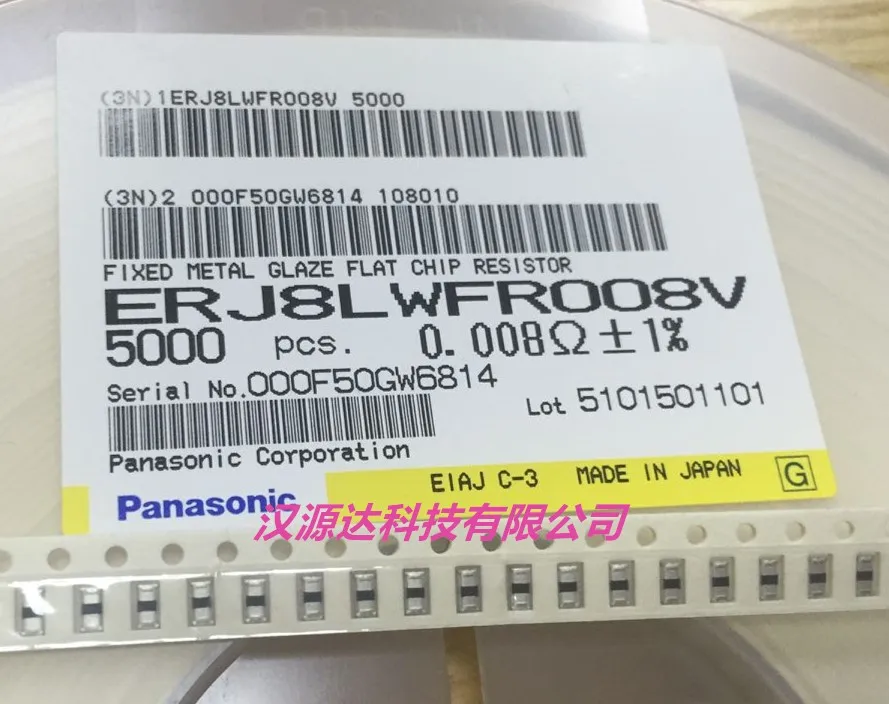 (3N)1ERJ8LWFR008V 5000
(3N)2 000F50GW6814 108010
FIXED METAL GLAZE FLAT CHIP RESISTOR
ERJ8LWFR008V
5000 pcs. 0.008Ω±1%
Serial No.000F50GW6814
Lot 5101501101
Panasonic Corporation
EIAJ C-3 MADE IN JAPAN G
Panasonic
汉源达科技有限公司